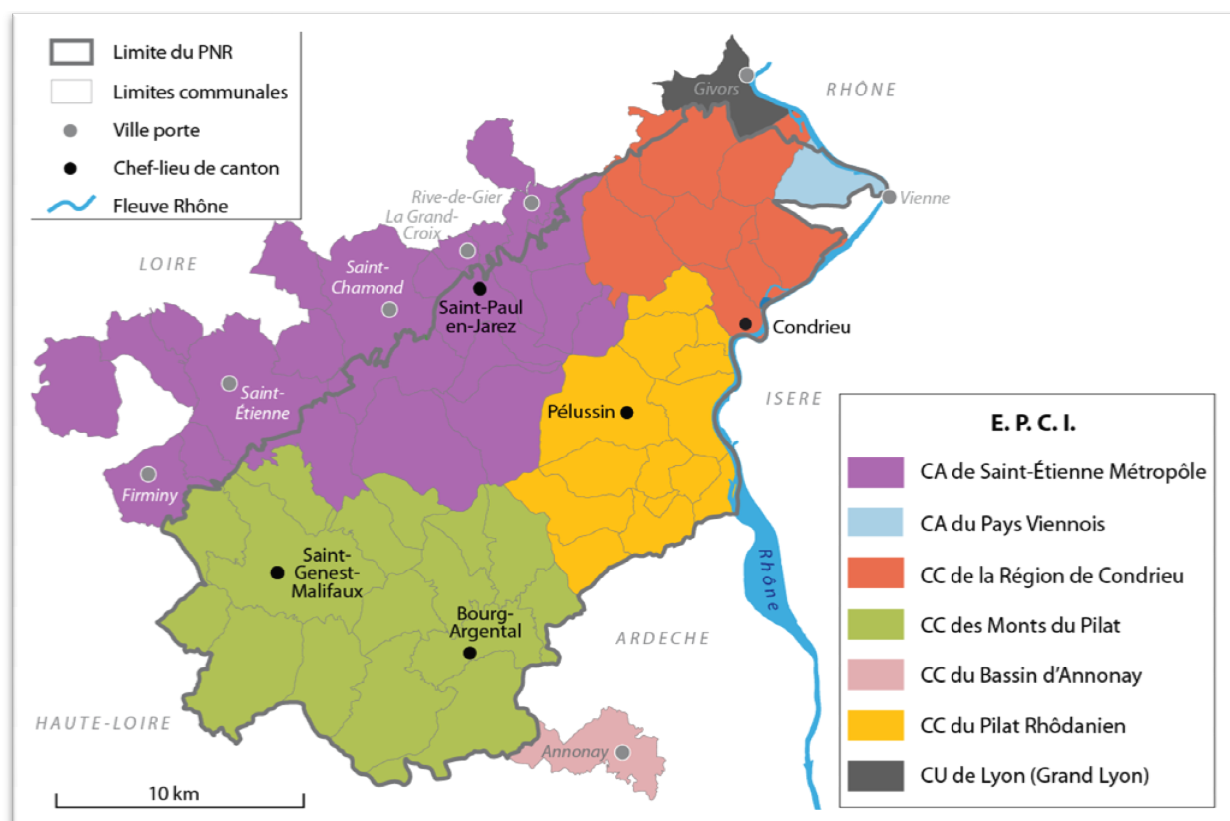 Limite du PNR
Limites communales
Ville porte
Chef-lieu de canton
Fleuve Rhône
Givors
RHÔNE
Rive-de-Gier
La Grand-
Croix
Vienne
LOIRE
Saint-
Chamond
Saint-Paul
en-Jarez
Condrieu
Saint-
Étienne
Pélussin
ISERE
Firminy
Saint-
Genest-
Malifaux
Bourg-
Argental
ARDECHE
Rhône
HAUTE-LOIRE
Annonay
10 km
E. P. C. I.
CA de Saint-Étienne Métropôle
CA du Pays Viennois
CC de la Région de Condrieu
CC des Monts du Pilat
CC du Bassin d'Annonay
CC du Pilat Rhôdanien
CU de Lyon (Grand Lyon)